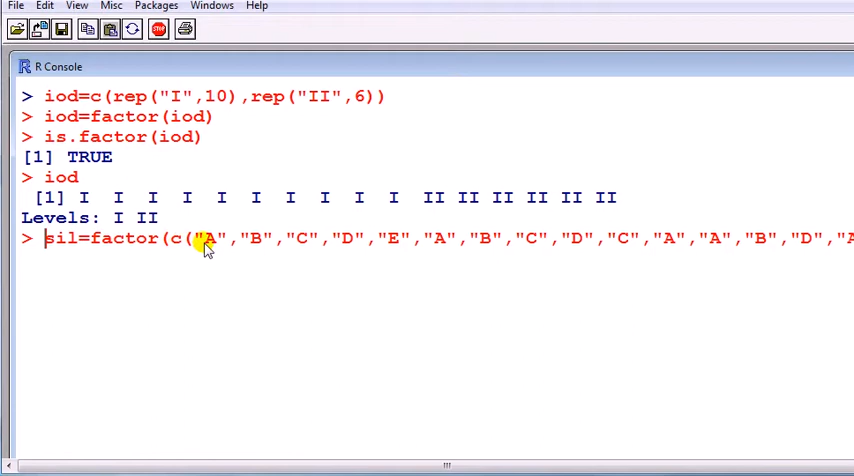 File Edit View Misc Packages Windows Help
STOP
R Console
> iod=c(rep("I",10),rep("II",6))
> iod=factor(iod)
> is.factor(iod)
[1] TRUE
> iod
[1] I I I I I I I I I I II II II II II II
Levels: I II
> sil=factor(c("A","B","C","D","E","A","B","C","D","C","A","A","B","D","A